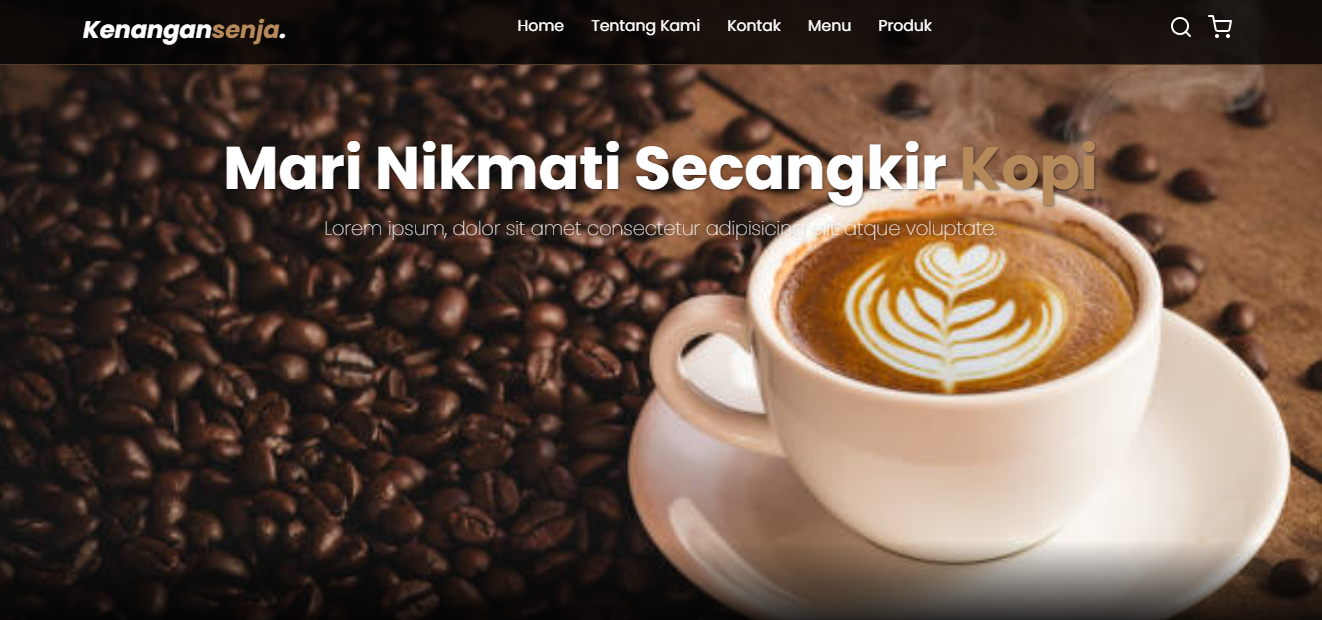 Kenangansenja.
Home Tentang Kami Kontak Menu Produk
Mari Nikmati Secangkir Kopi
Lorem ipsum, dolor sit amet consectetur adipisicing elit atque voluptate.